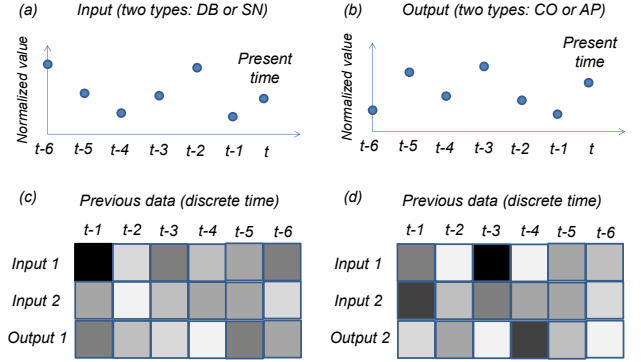 (a) Input (two types: DB or SN)
Normalized value
Present
time
t-6 t-5 t-4 t-3 t-2 t-1 t
(b) Output (two types: CO or AP)
Normalized value
Present
time
t-6 t-5 t-4 t-3 t-2 t-1 t
(c) Previous data (discrete time)
t-1 t-2 t-3 t-4 t-5 t-6
Input 1
Input 2
Output 1
(d) Previous data (discrete time)
t-1 t-2 t-3 t-4 t-5 t-6
Input 1
Input 2
Output 2